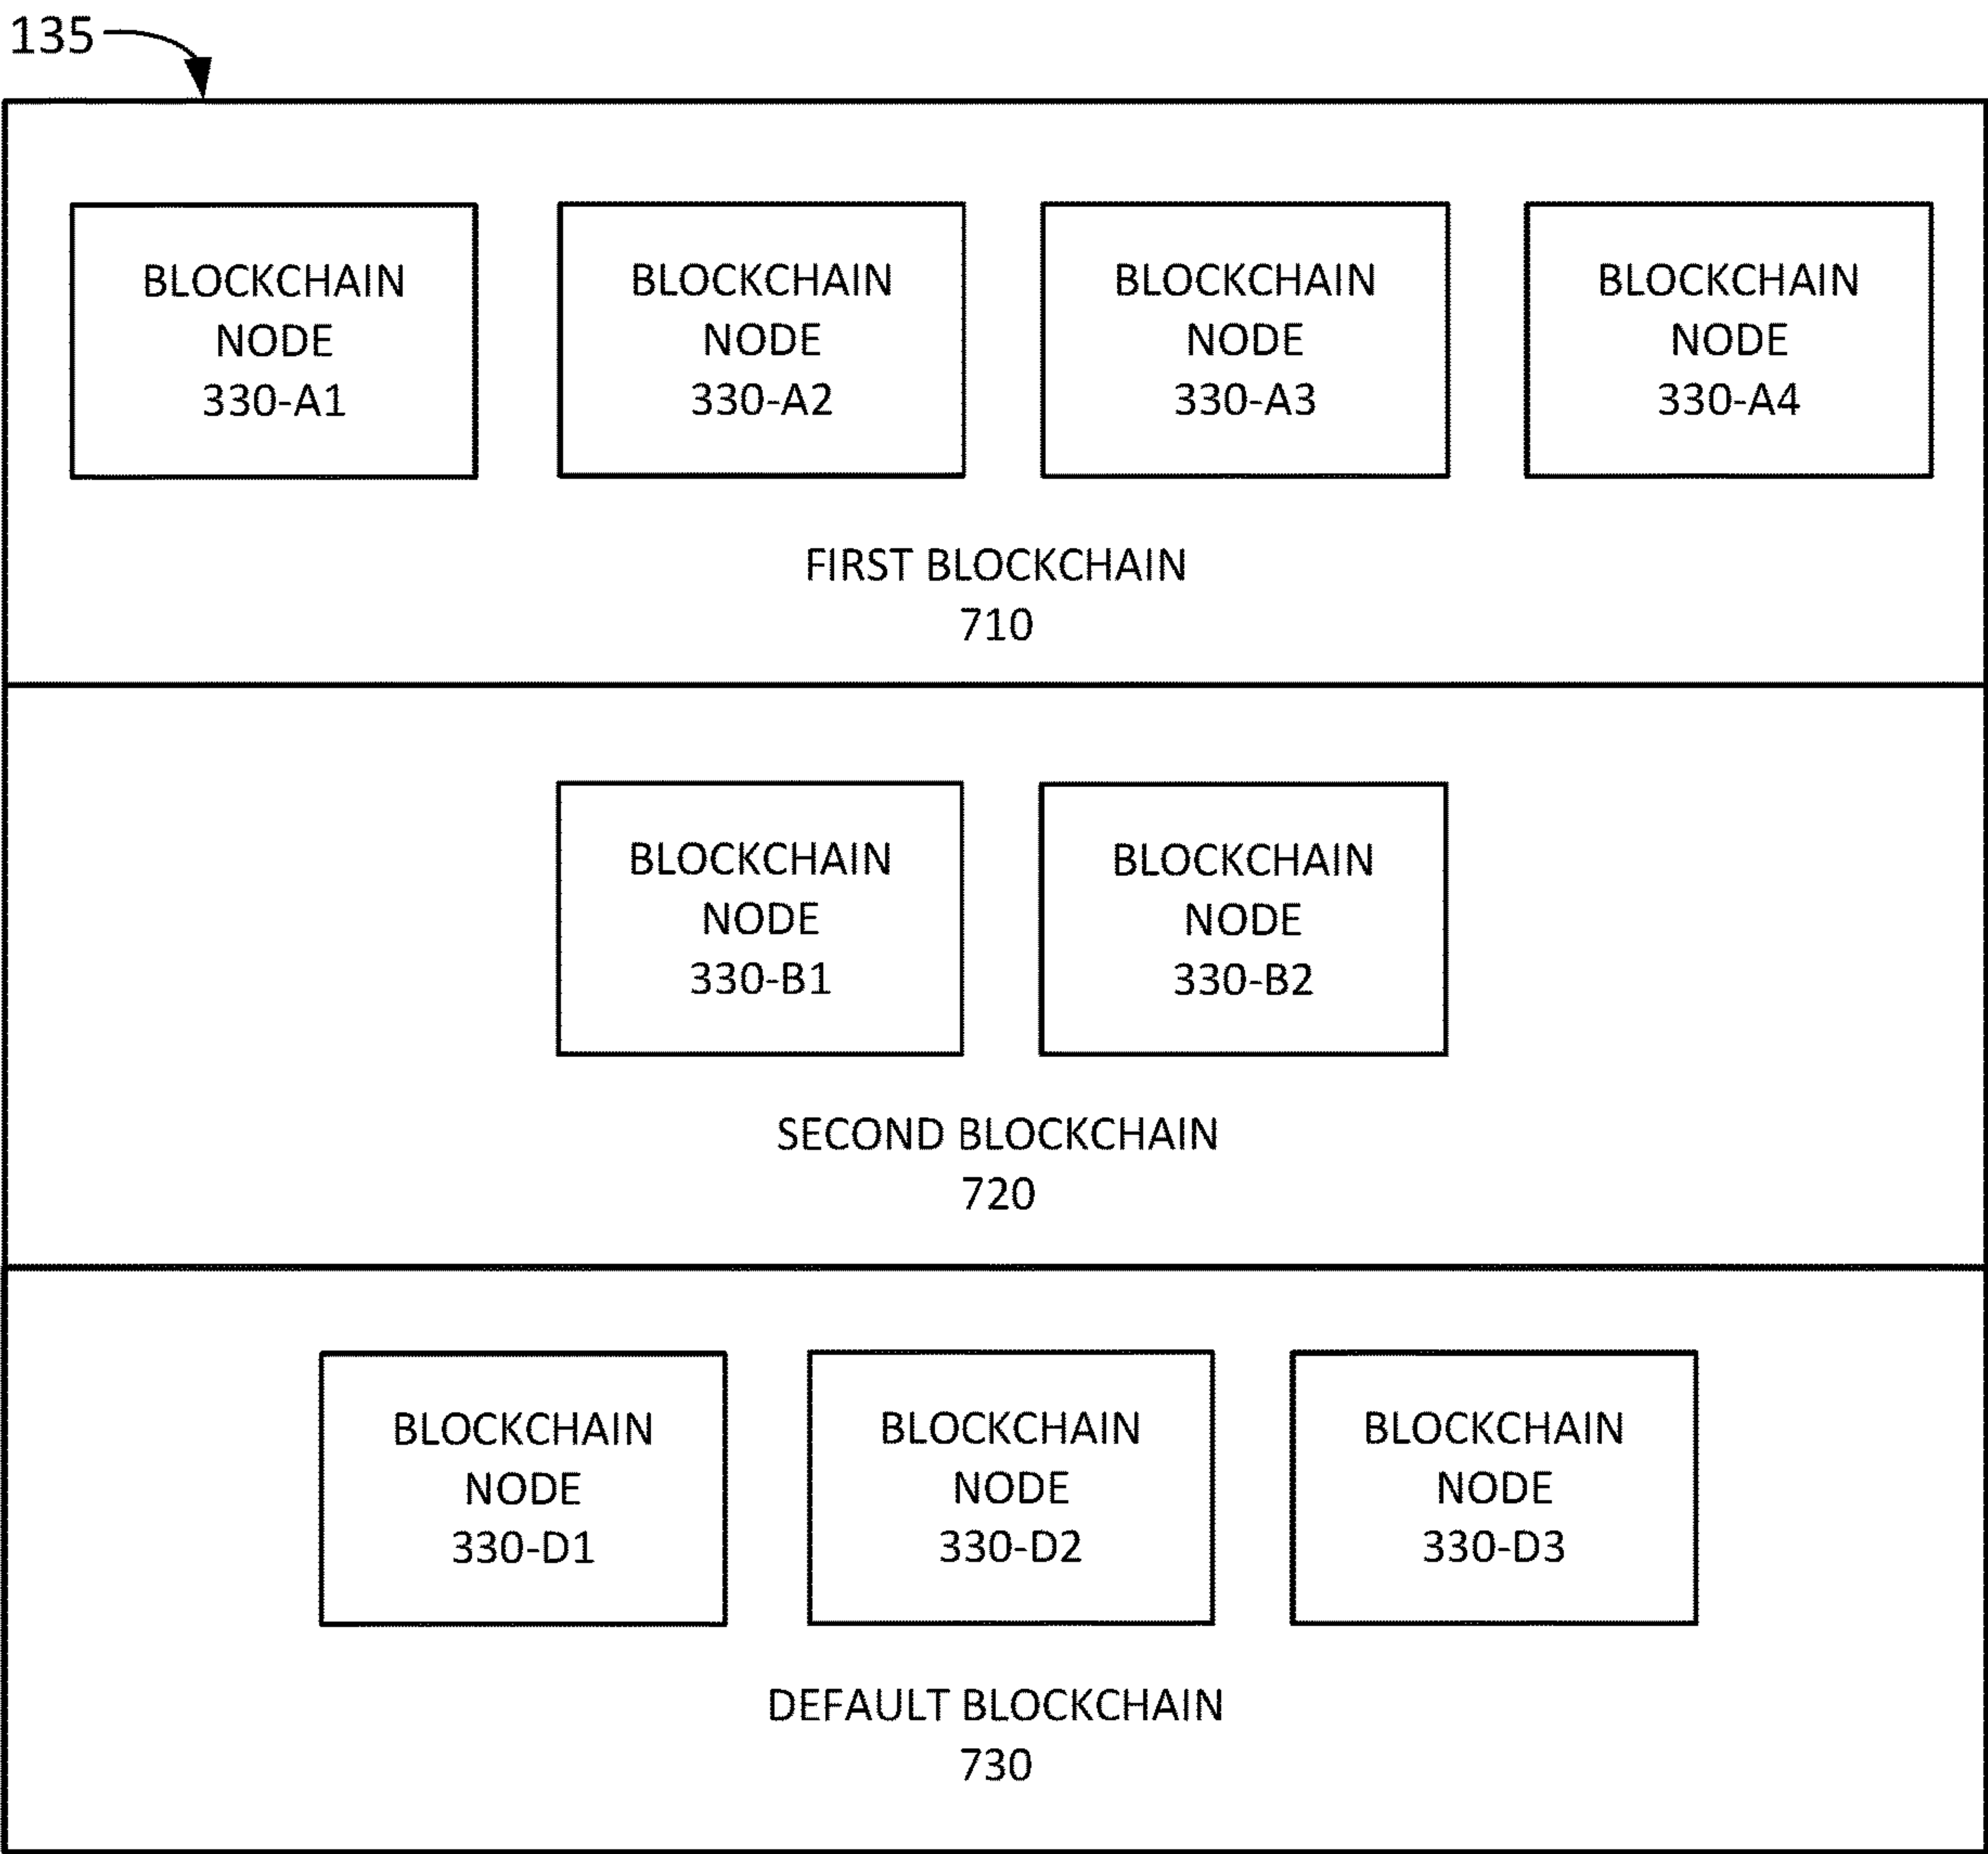 135
BLOCKCHAIN
NODE
330-A1
BLOCKCHAIN
NODE
330-A2
BLOCKCHAIN
NODE
330-A3
BLOCKCHAIN
NODE
330-A4
FIRST BLOCKCHAIN
710
BLOCKCHAIN
NODE
330-B1
BLOCKCHAIN
NODE
330-B2
SECOND BLOCKCHAIN
720
BLOCKCHAIN
NODE
330-D1
BLOCKCHAIN
NODE
330-D2
BLOCKCHAIN
NODE
330-D3
DEFAULT BLOCKCHAIN
730